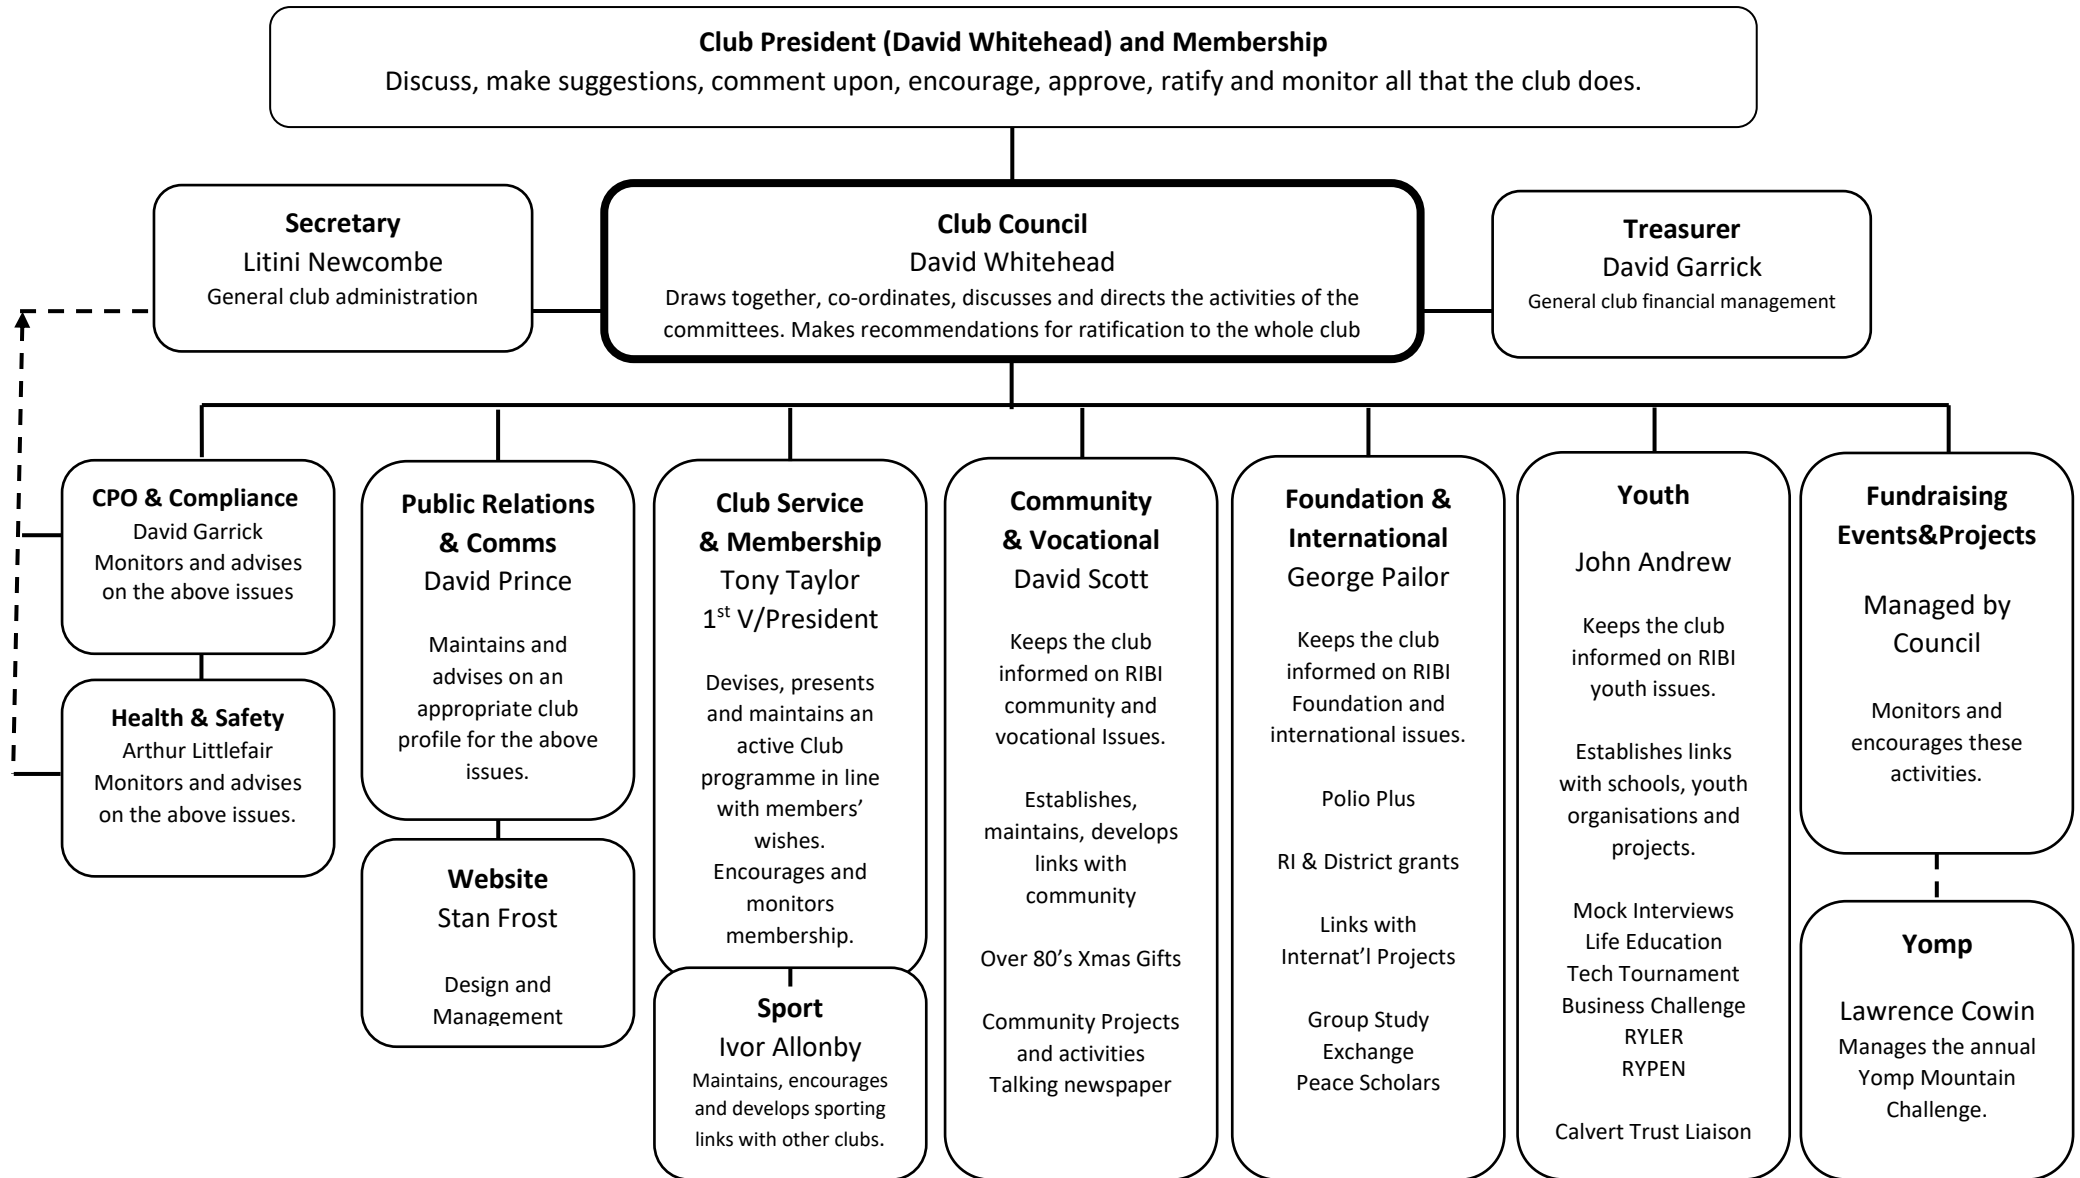 Club President (David Whitehead) and Membership
Discuss, make suggestions, comment upon, encourage, approve, ratify and monitor all that the club does.
Secretary
Litini Newcombe
General club administration
Club Council
David Whitehead
Draws together, co-ordinates, discusses and directs the activities of the
committees. Makes recommendations for ratification to the whole club
Treasurer
David Garrick
General club financial management
CPO & Compliance
David Garrick
Monitors and advises
on the above issues
Health & Safety
Arthur Littlefair
Monitors and advises
on the above issues.
Public Relations
& Comms
David Prince
Maintains and
advises on an
appropriate club
profile for the above
issues.
Website
Stan Frost
Design and
Management
Club Service
& Membership
Tony Taylor
1st V/President
Devises, presents
and maintains an
active Club
programme in line
with members’
wishes.
Encourages and
monitors
membership.
Sport
Ivor Allonby
Maintains, encourages
and develops sporting
links with other clubs.
Community
& Vocational
David Scott
Keeps the club
informed on RIBI
community and
vocational Issues.
Establishes,
maintains, develops
links with
community
Over 80’s Xmas Gifts
Community Projects
and activities
Talking newspaper
Foundation &
International
George Pailor
Keeps the club
informed on RIBI
Foundation and
international issues.
Polio Plus
RI & District grants
Links with
Internat’l Projects
Group Study
Exchange
Peace Scholars
Youth
John Andrew
Keeps the club
informed on RIBI
youth issues.
Establishes links
with schools, youth
organisations and
projects.
Mock Interviews
Life Education
Tech Tournament
Business Challenge
RYLER
RYPEN
Calvert Trust Liaison
Fundraising
Events&Projects
Managed by
Council
Monitors and
encourages these
activities.
Yomp
Lawrence Cowin
Manages the annual
Yomp Mountain
Challenge.